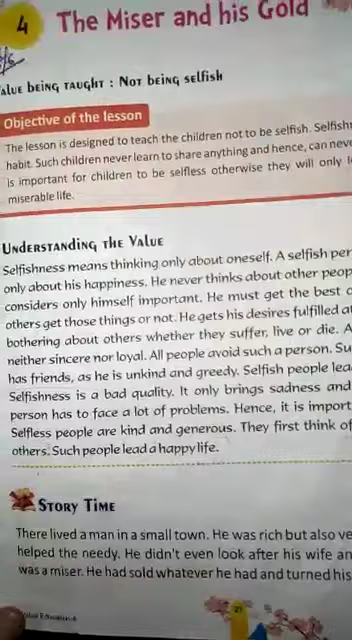 4 The Miser and his Gold
alue being taught : Not being selfish
Objective of the lesson
The lesson is designed to teach the children not to be selfish.
habit. Such children never learn to share anything and hence, can
is important for children to be selfless otherwise they will only
miserable life.
Understanding the Value
Selfishness means thinking only about oneself. A selfish
only about his happiness. He never thinks about other
considers only himself important. He must get the best
others get those things or not. He gets his desires fulfilled
bothering about others whether they suffer, live or die. A
neither sincere nor loyal. All people avoid such a person.
has friends, as he is unkind and greedy. Selfish people
Selfishness is a bad quality. It only brings sadness and
person has to face a lot of problems. Hence, it is
Selfless people are kind and generous. They first think of
others. Such people lead a happy life.
Story Time
There lived a man in a small town. He was rich but also
helped the needy. He didn't even look after his wife
was a miser. He had sold whatever he had and turned his
21